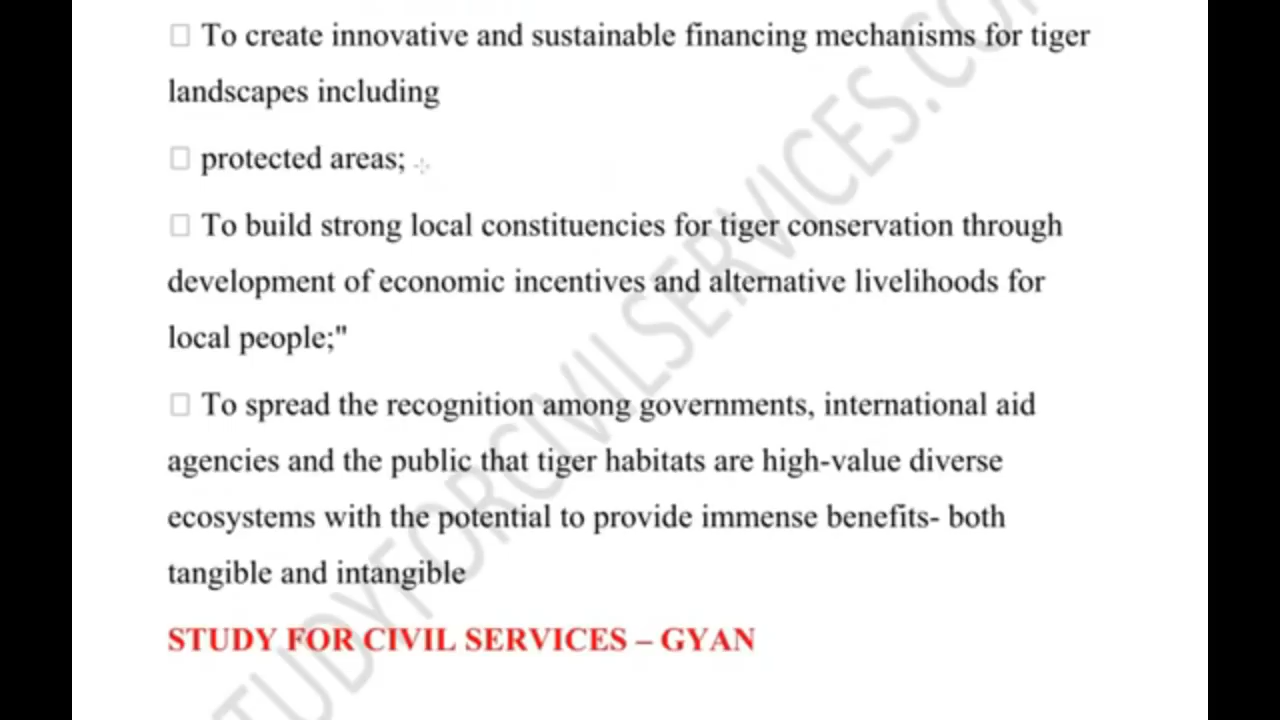 To create innovative and sustainable financing mechanisms for tiger
landscapes including
protected areas;
To build strong local constituencies for tiger conservation through
development of economic incentives and alternative livelihoods for
local people;"
To spread the recognition among governments, international aid
agencies and the public that tiger habitats are high-value diverse
ecosystems with the potential to provide immense benefits- both
tangible and intangible
STUDY FOR CIVIL SERVICES – GYAN
STUDYFORCIVILSERVICES.CO